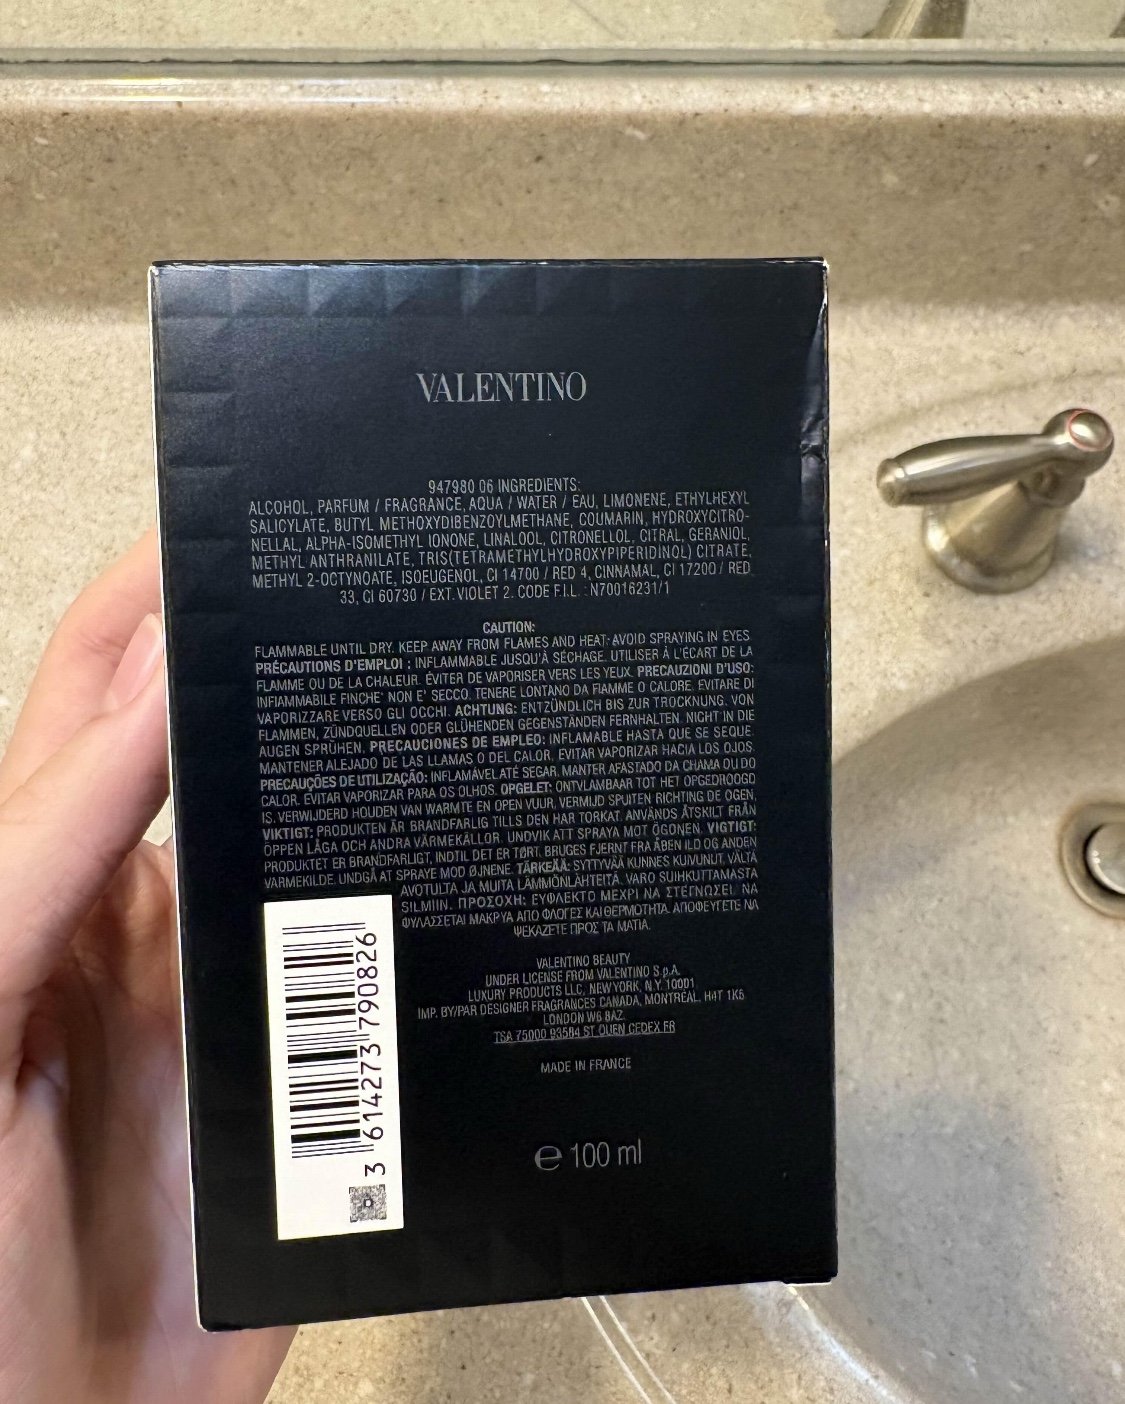 VALENTINO
947980 06 INGREDIENTS:
ALCOHOL, PARFUM / FRAGRANCE, AQUA / WATER / EAU, LIMONENE, ETHYLHEXYL
SALICYLATE, BUTYL METHOXYDIBENZOYLMETHANE, COUMARIN, HYDROXYCITRO-
NELLAL, ALPHA-ISOMETHYL IONONE, LINALOOL, CITRONELLOL, CITRAL, GERANIOL,
METHYL ANTHRANILATE, TRIS(TETRAMETHYLHYDROXYPIPERIDINOL) CITRATE,
METHYL 2-OCTYNOATE, ISOEUGENOL, CI 14700 / RED 4, CINNAMAL, CI 17200 / RED
33, CI 60730 / EXT.VIOLET 2. CODE F.I.L. : N70016231/1
CAUTION:
FLAMMABLE UNTIL DRY. KEEP AWAY FROM FLAMES AND HEAT. AVOID SPRAYING IN EYES.
PRÉCAUTIONS D'EMPLOI : INFLAMMABLE JUSQU'À SÉCHAGE. UTILISER À L'ÉCART DE LA
FLAMME OU DE LA CHALEUR. ÉVITER DE VAPORISER VERS LES YEUX. PRECAUZIONI D'USO:
INFIAMMABILE FINCHE' NON E' SECCO. TENERE LONTANO DA FIAMME O CALORE. EVITARE DI
VAPORIZZARE VERSO GLI OCCHI. ACHTUNG: ENTZÜNDLICH BIS ZUR TROCKNUNG. VON
FLAMMEN, ZÜNDQUELLEN ODER GLÜHENDEN GEGENSTÄNDEN FERNHALTEN. NICHT IN DIE
AUGEN SPRÜHEN. PRECAUCIONES DE EMPLEO: INFLAMABLE HASTA QUE SE SEQUE.
MANTENER ALEJADO DE LAS LLAMAS O DEL CALOR. EVITAR VAPORIZAR HACIA LOS OJOS.
PRECAUÇÕES DE UTILIZAÇÃO: INFLAMÁVEL ATÉ SEGAR. MANTER AFASTADO DA CHAMA OU DO
CALOR. EVITAR VAPORIZAR PARA OS OLHOS. OPGELET: ONTVLAMBAAR TOT HET OPGEDROOGD
IS. VERWIJDERD HOUDEN VAN WARMTE EN OPEN VUUR, VERMIJD SPUITEN RICHTING DE OGEN.
VIKTIGT: PRODUKTEN ÄR BRANDFARLIG TILLS DEN HAR TORKAT. ANVÄNDS ÅTSKILT FRÅN
ÖPPEN LÅGA OCH ANDRA VÄRMEKÄLLOR. UNDVIK ATT SPRAYA MOT ÖGONEN. VIGTIGT:
PRODUKTET ER BRANDFARLIGT, INDTIL DET ER TØRT. BRUGES FJERNT FRA ÅBEN ILD OG ANDEN
VARMEKILDE. UNDGÅ AT SPRAYE MOD ØJNENE. TÄRKEÄÄ: SYTTYVÄÄ KUNNES KUIVUNUT. VÄLTÄ
AVOTULTA JA MUITA LÄMMÖNLÄHTEITÄ. VARO SUIHKUTTAMASTA
SILMIIN. ΠΡΟΣΟΧΗ: ΕΥΦΛΕΚΤΟ ΜΕΧΡΙ ΝΑ ΣΤΕΓΝΩΣΕΙ. ΝΑ
ΦΥΛΑΣΣΕΤΑΙ ΜΑΚΡΥΑ ΑΠΟ ΦΛΟΓΕΣ ΚΑΙ ΘΕΡΜΟΤΗΤΑ. ΑΠΟΦΕΥΓΕΤΕ ΝΑ
ΨΕΚΑΖΕΤΕ ΠΡΟΣ ΤΑ ΜΑΤΙΑ.
VALENTINO BEAUTY
UNDER LICENSE FROM VALENTINO S.p.A.
LUXURY PRODUCTS LLC, NEW YORK, N.Y. 10001
IMP. BY/PAR DESIGNER FRAGRANCES CANADA, MONTRÉAL, H4T 1K5
LONDON W6 8AZ
TSA 75000 93584 ST OUEN CEDEX FR
MADE IN FRANCE
e 100 ml
3 614273 790826